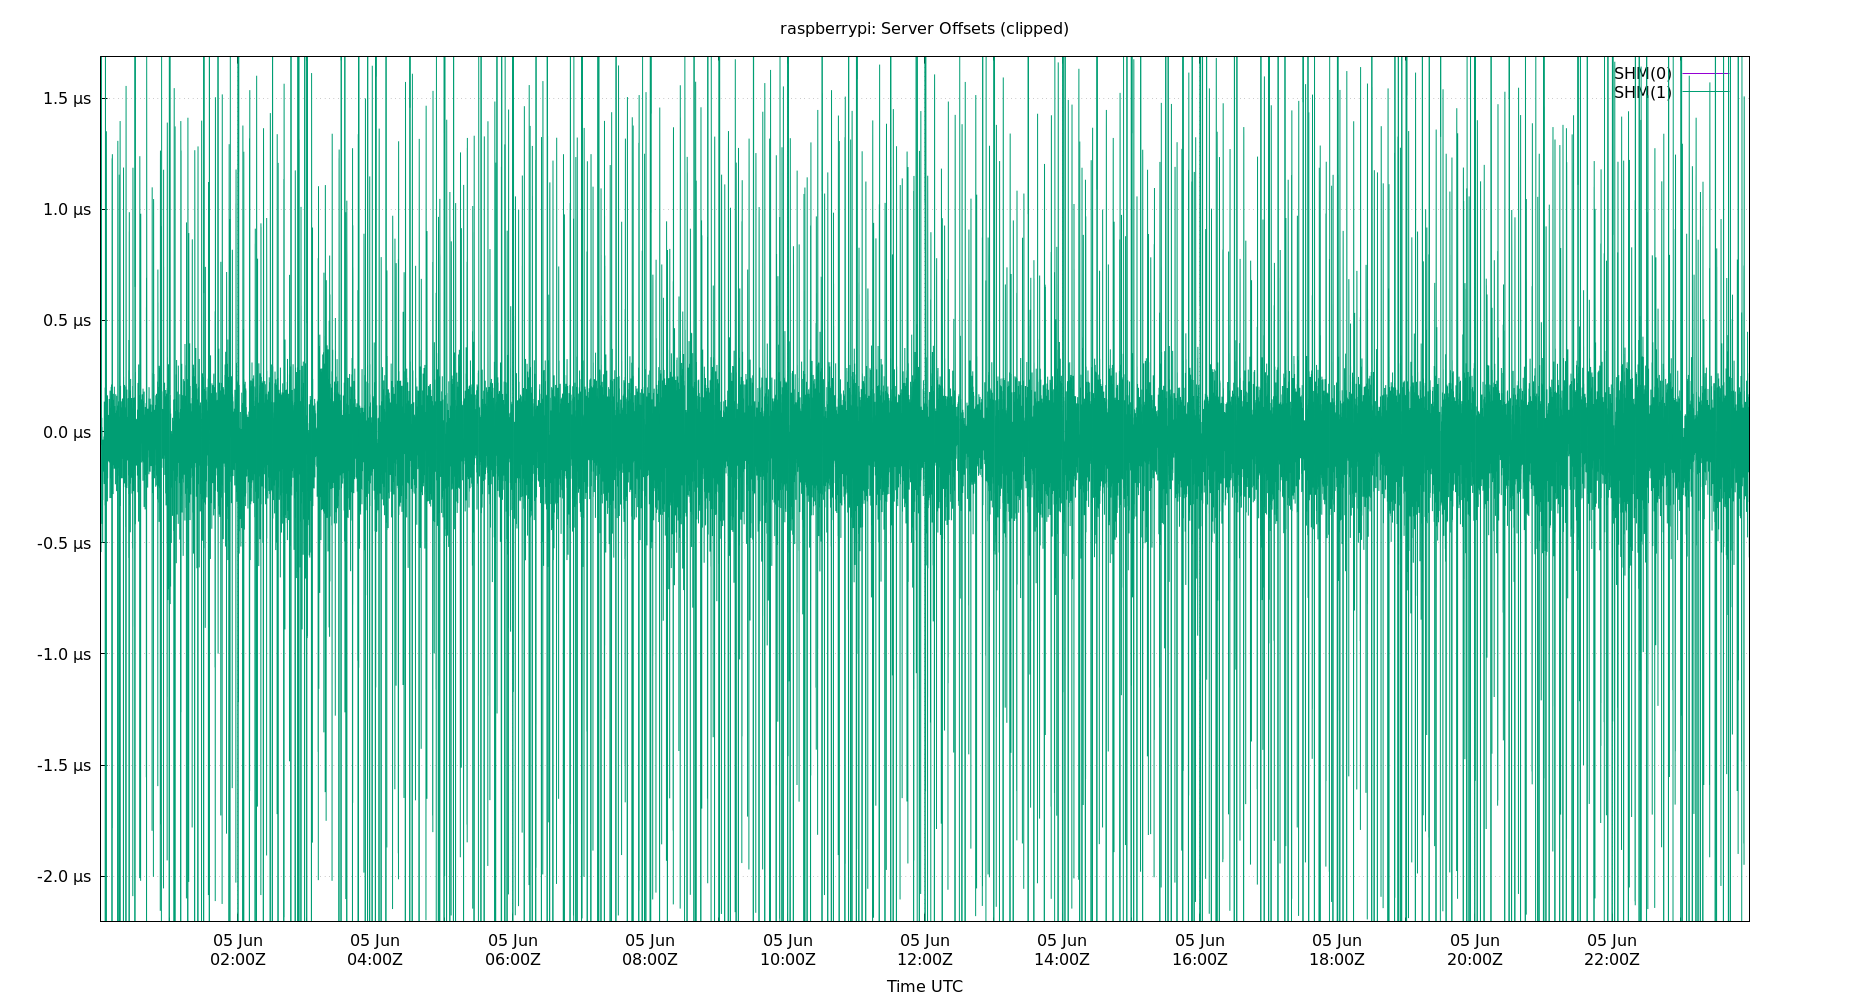 raspberrypi: Server Offsets (clipped)
SHM(0)
SHM(1)
1.5 µs
1.0 µs
0.5 µs
0.0 µs
-0.5 µs
-1.0 µs
-1.5 µs
-2.0 µs
05 Jun 05 Jun 05 Jun 05 Jun 05 Jun 05 Jun 05 Jun 05 Jun 05 Jun 05 Jun 05 Jun
02:00Z 04:00Z 06:00Z 08:00Z 10:00Z 12:00Z 14:00Z 16:00Z 18:00Z 20:00Z 22:00Z
Time UTC